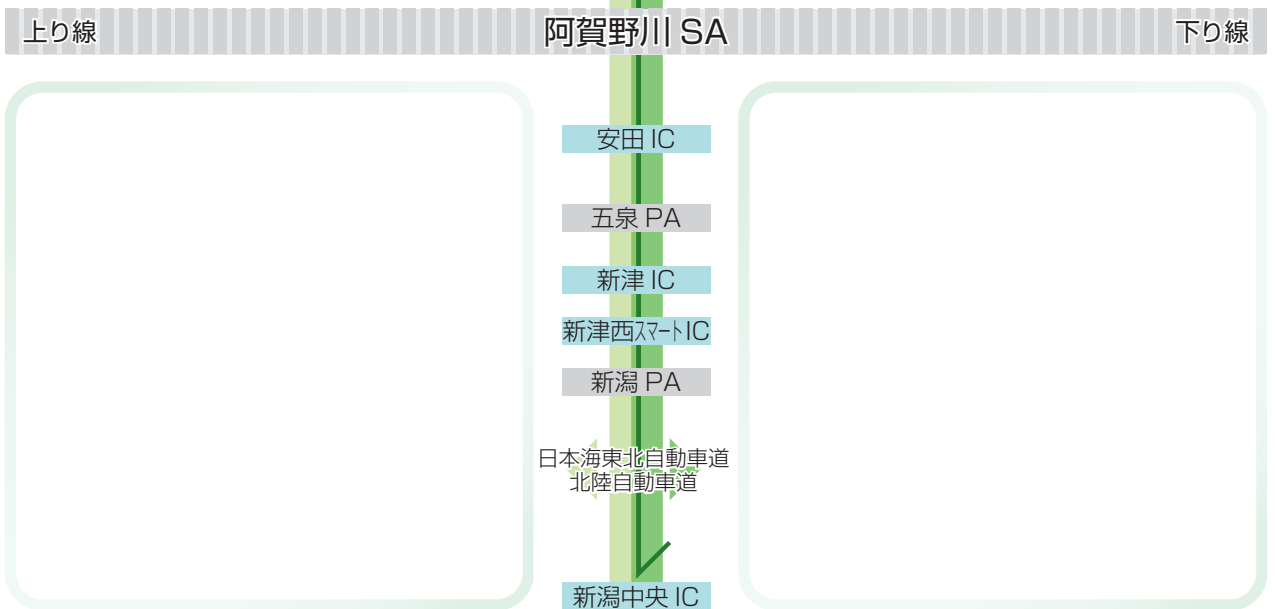 上り線
阿賀野川 SA
下り線
安田 IC
五泉 PA
新津 IC
新津西ｽﾏｰﾄIC
新潟 PA
日本海東北自動車道
北陸自動車道
新潟中央 IC